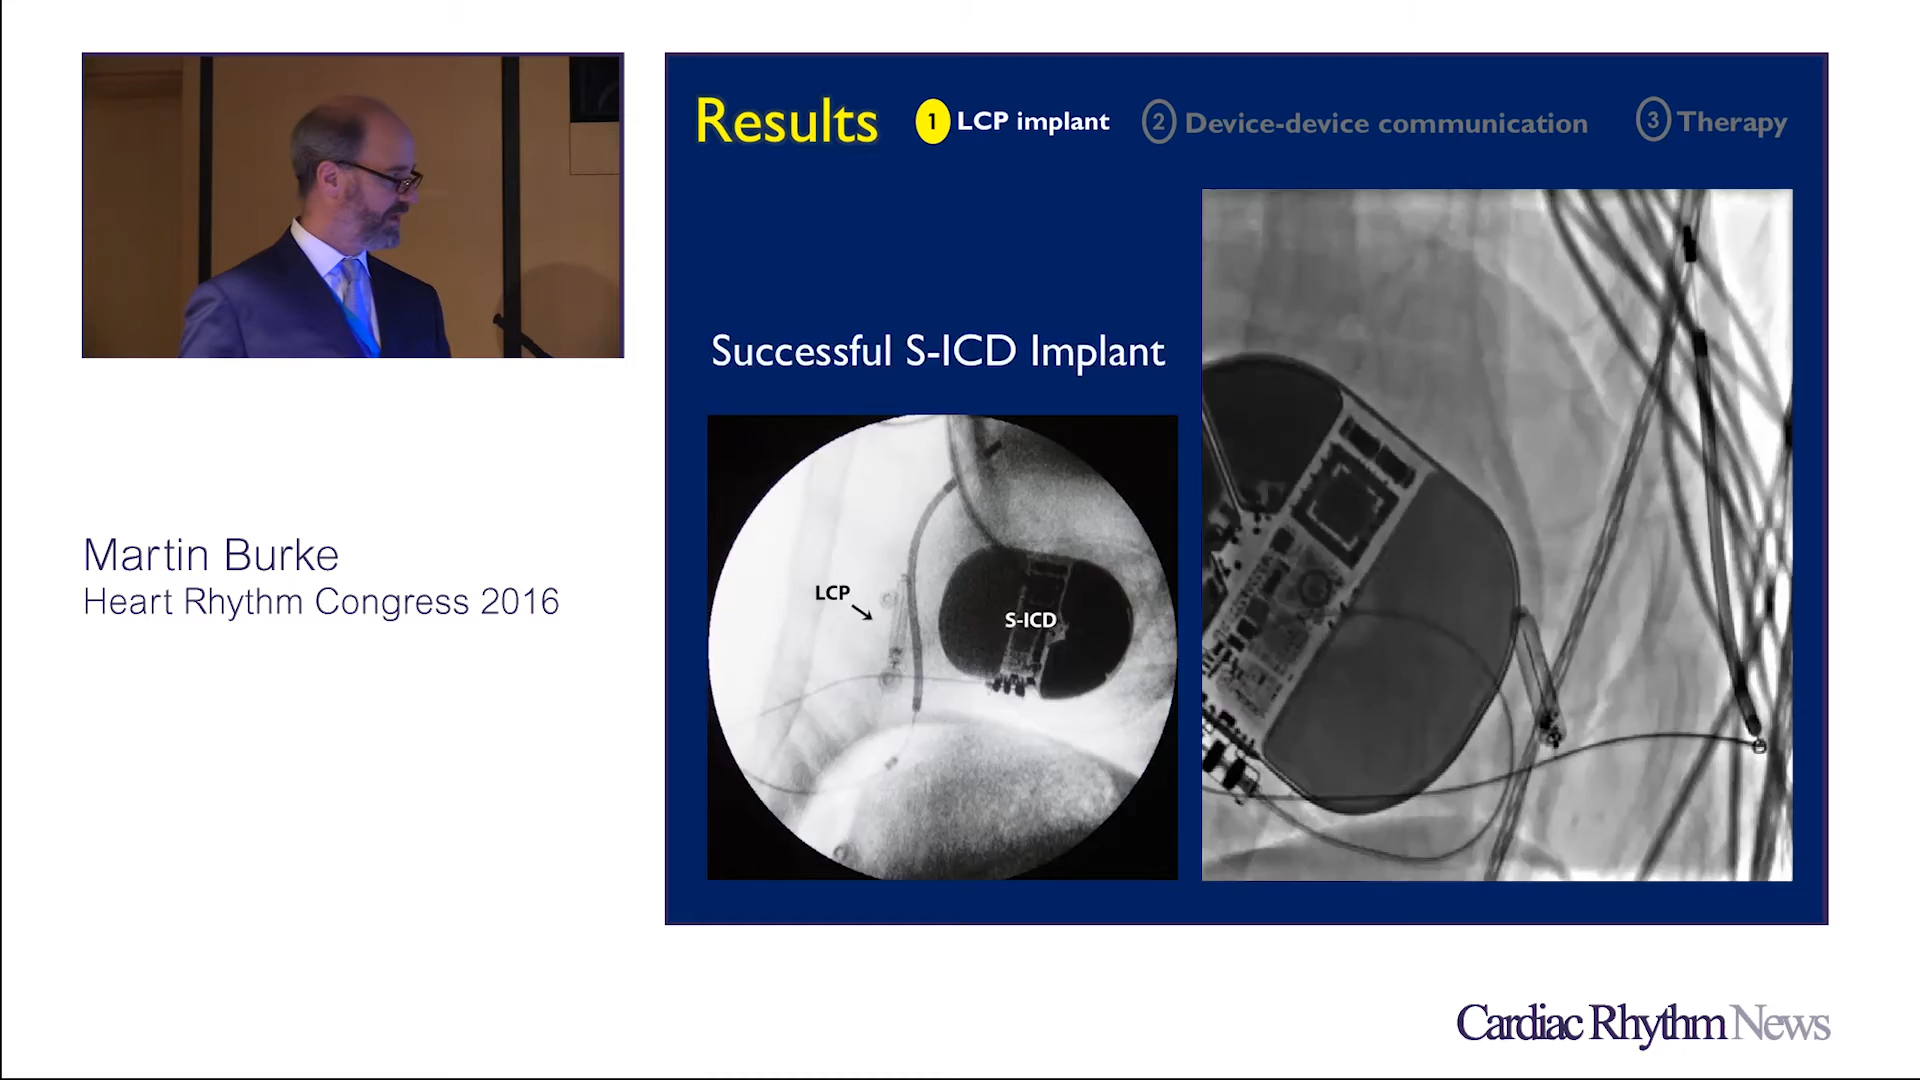 Results
1 LCP implant
2 Device-device communication
3 Therapy
Successful S-ICD Implant
LCP
S-ICD
Martin Burke
Heart Rhythm Congress 2016
Cardiac Rhythm News